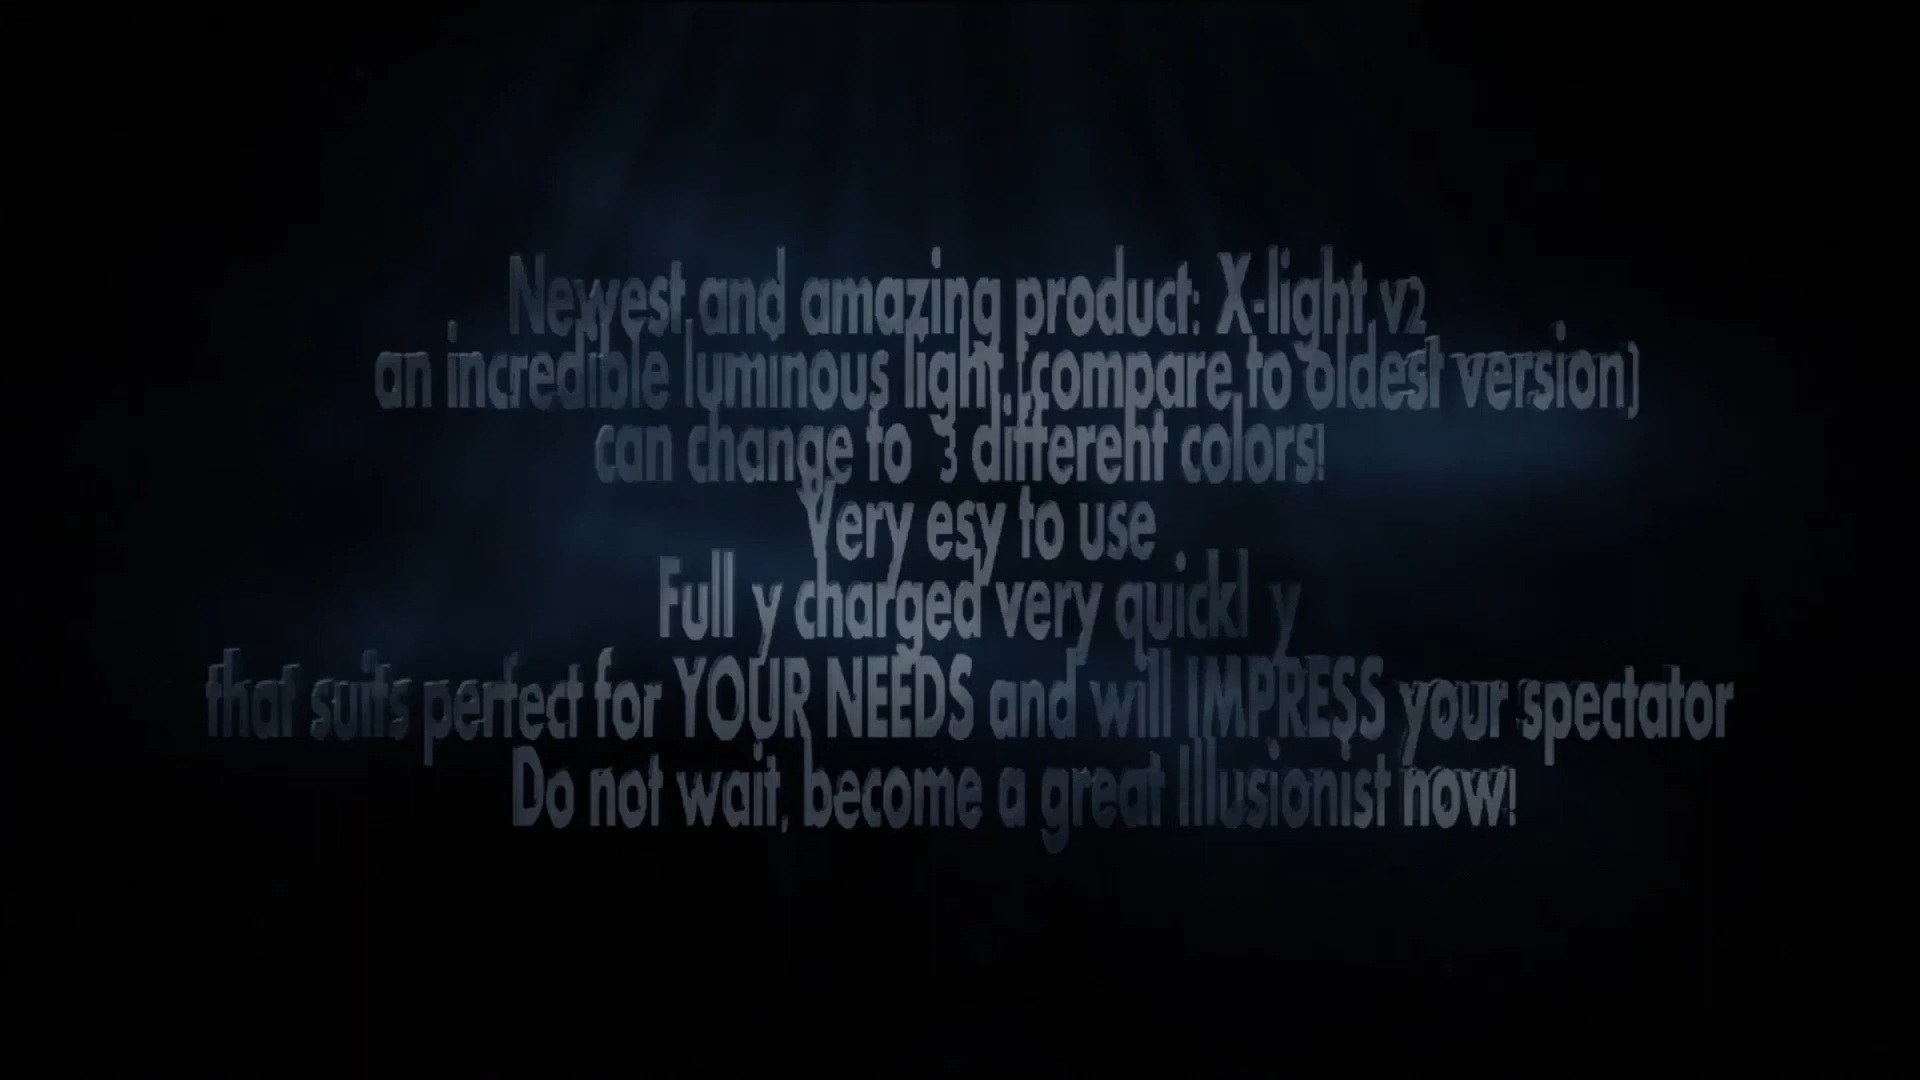 Newest and amazing product: X-light v2
an incredible luminous light (compare to oldest version)
can change to 3 different colors!
Very esy to use
Full y charged very quickl y
that suits perfect for YOUR NEEDS and will IMPRESS your spectator
Do not wait, become a great Illusionist now!